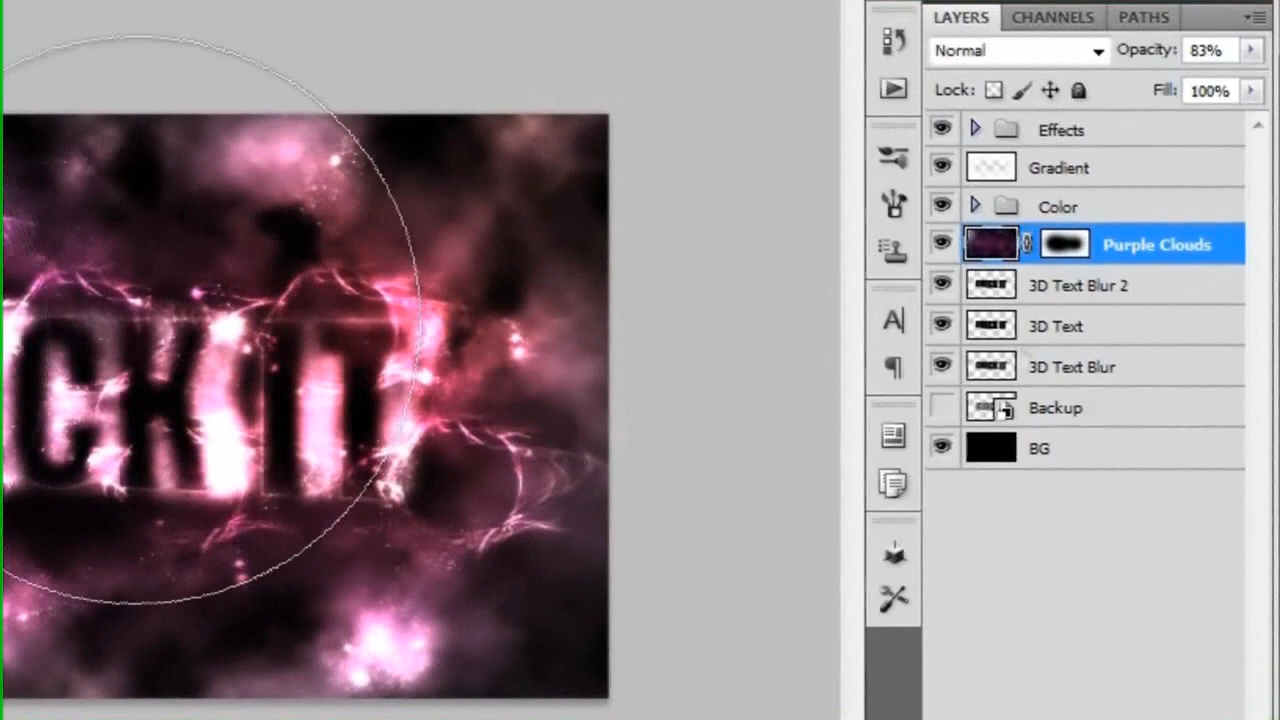 LAYERS CHANNELS PATHS
Normal Opacity: 83%
Lock: Fill: 100%
Effects
Gradient
Color
Purple Clouds
3D Text Blur 2
3D Text
3D Text Blur
Backup
BG
CK IT